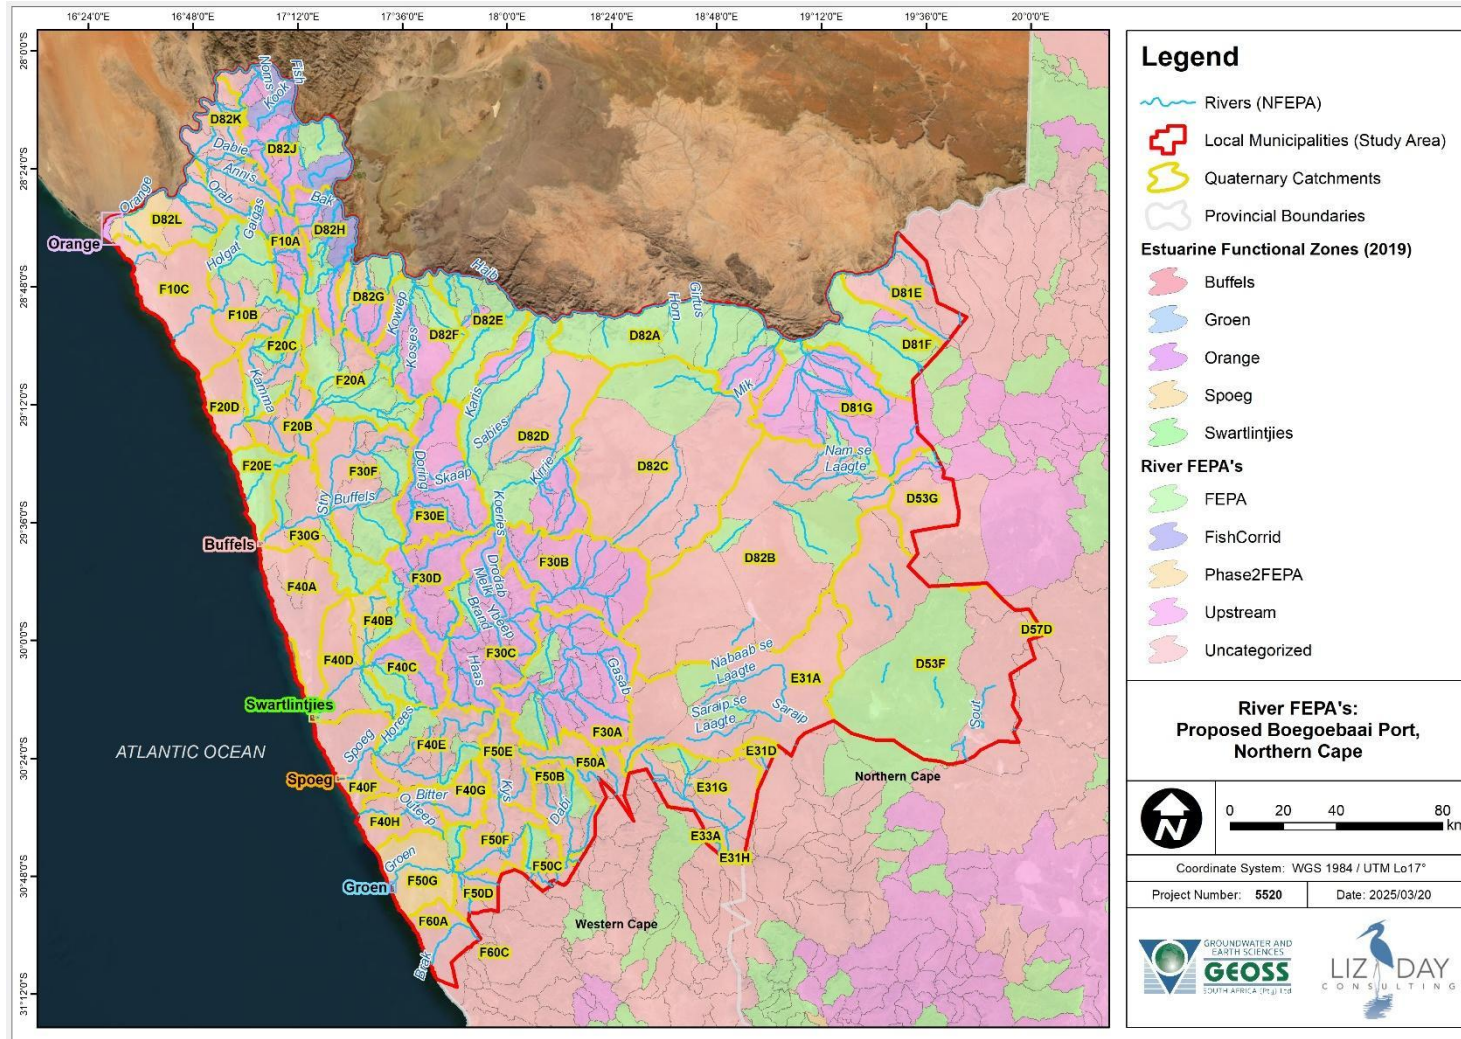 16°24'0"E 16°48'0"E 17°12'0"E 17°36'0"E 18°0'0"E 18°24'0"E 18°48'0"E 19°12'0"E 19°36'0"E 20°0'0"E
28°0'0"S
28°24'0"S
28°48'0"S
29°12'0"S
29°36'0"S
30°0'0"S
30°24'0"S
30°48'0"S
31°12'0"S
Noms
Kook
Fish
D82K
Dabie
D82J
Annis
Orab
Bak
Orange
D82L
Gaigas
D82H
Orange
F10A
Holgat
Haib
F10C
D82G
Kowiep
D81E
F10B
D82E
Hom
Girtus
D82F
D82A
D81F
F20C
Kosies
F20A
Kamma
Mik
Karis
F20D
D81G
F20B
D82D
Sabies
Nam se
Laagte
F20E
F30F
Doring
Skaap
Kirrie
D82C
D53G
Stry
Buffels
F30E
Koeries
F30G
Buffels
D82B
F40A
F30D
Drodab
F30B
Melk
Ybeep
Brand
F40B
D57D
F40D
F40C
F30C
Haas
Gasab
Nabaab se
Laagte
E31A
D53F
Saraip se
Laagte
Saraip
Sout
Swartlintjies
Horees
Spoeg
F40E
F50E
F30A
E31D
ATLANTIC OCEAN
F50A
F50B
Northern Cape
Spoeg
F40F
Bitter
F40G
Kys
Dabi
E31G
Outeep
F40H
F50F
E33A
E31H
Groen
F50C
Groen
F50G
F50D
F60A
Western Cape
F60C
Brak
Legend
Rivers (NFEPA)
Local Municipalities (Study Area)
Quaternary Catchments
Provincial Boundaries
Estuarine Functional Zones (2019)
Buffels
Groen
Orange
Spoeg
Swartlintjies
River FEPA's
FEPA
FishCorrid
Phase2FEPA
Upstream
Uncategorized
River FEPA's:
Proposed Boegoebaai Port,
Northern Cape
N
0 20 40 80
km
Coordinate System: WGS 1984 / UTM Lo17°
Project Number: 5520 Date: 2025/03/20
GROUNDWATER AND
EARTH SCIENCES
GEOSS
SOUTH AFRICA (Pty) Ltd
LIZ DAY
CONSULTING